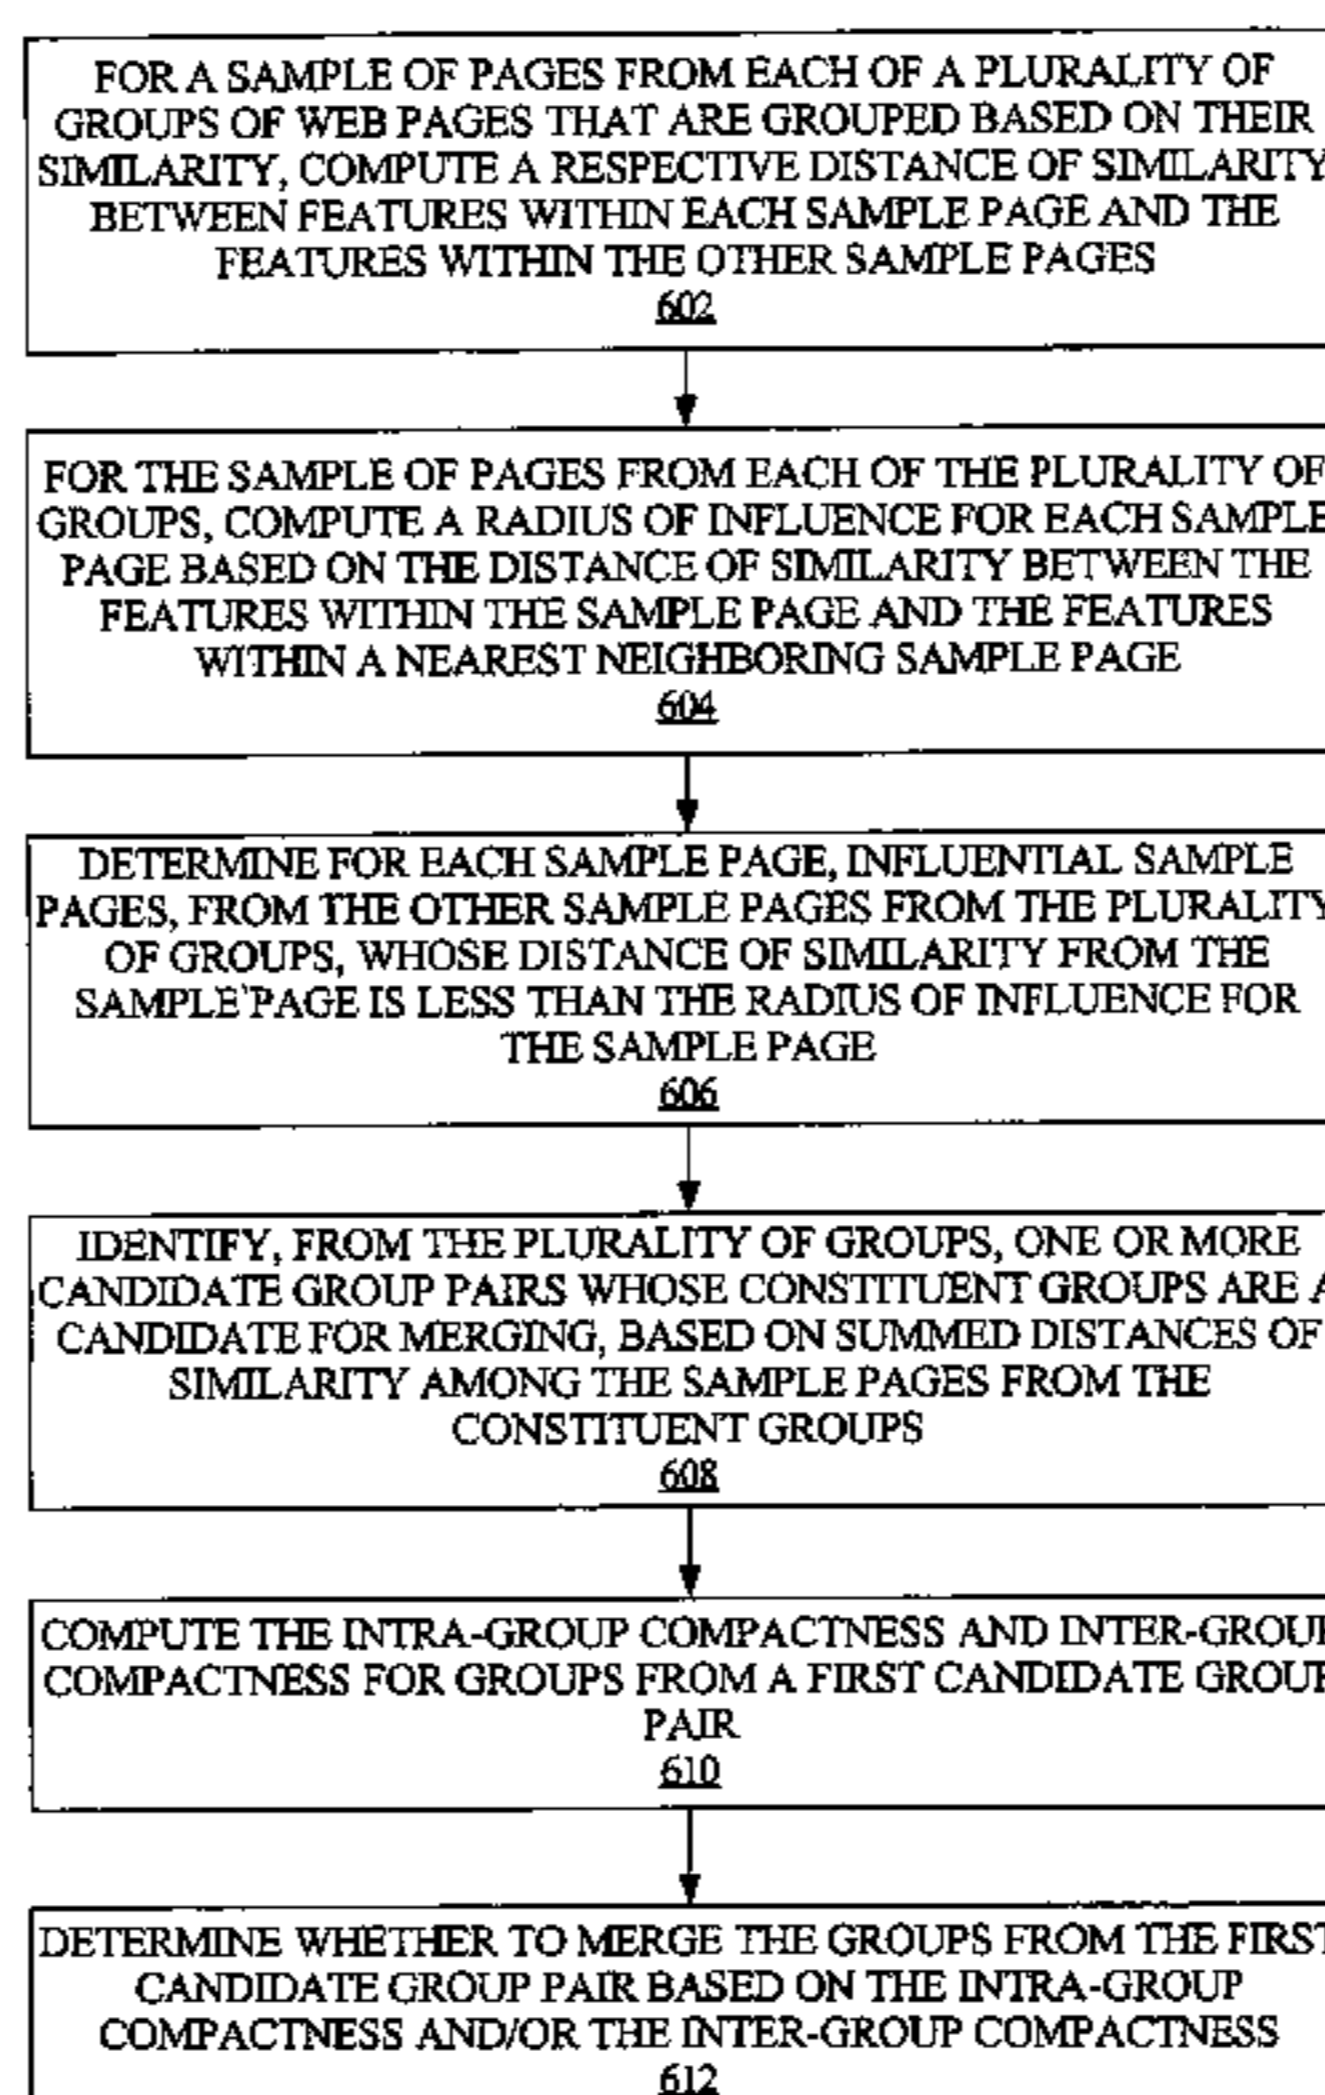 FOR A SAMPLE OF PAGES FROM EACH OF A PLURALITY OF
GROUPS OF WEB PAGES THAT ARE GROUPED BASED ON THEIR
SIMILARITY, COMPUTE A RESPECTIVE DISTANCE OF SIMILARITY
BETWEEN FEATURES WITHIN EACH SAMPLE PAGE AND THE
FEATURES WITHIN THE OTHER SAMPLE PAGES
602
FOR THE SAMPLE OF PAGES FROM EACH OF THE PLURALITY OF
GROUPS, COMPUTE A RADIUS OF INFLUENCE FOR EACH SAMPLE
PAGE BASED ON THE DISTANCE OF SIMILARITY BETWEEN THE
FEATURES WITHIN THE SAMPLE PAGE AND THE FEATURES
WITHIN A NEAREST NEIGHBORING SAMPLE PAGE
604
DETERMINE FOR EACH SAMPLE PAGE, INFLUENTIAL SAMPLE
PAGES, FROM THE OTHER SAMPLE PAGES FROM THE PLURALITY
OF GROUPS, WHOSE DISTANCE OF SIMILARITY FROM THE
SAMPLE PAGE IS LESS THAN THE RADIUS OF INFLUENCE FOR
THE SAMPLE PAGE
606
IDENTIFY, FROM THE PLURALITY OF GROUPS, ONE OR MORE
CANDIDATE GROUP PAIRS WHOSE CONSTITUENT GROUPS ARE A
CANDIDATE FOR MERGING, BASED ON SUMMED DISTANCES OF
SIMILARITY AMONG THE SAMPLE PAGES FROM THE
CONSTITUENT GROUPS
608
COMPUTE THE INTRA-GROUP COMPACTNESS AND INTER-GROUP
COMPACTNESS FOR GROUPS FROM A FIRST CANDIDATE GROUP
PAIR
610
DETERMINE WHETHER TO MERGE THE GROUPS FROM THE FIRST
CANDIDATE GROUP PAIR BASED ON THE INTRA-GROUP
COMPACTNESS AND/OR THE INTER-GROUP COMPACTNESS
612